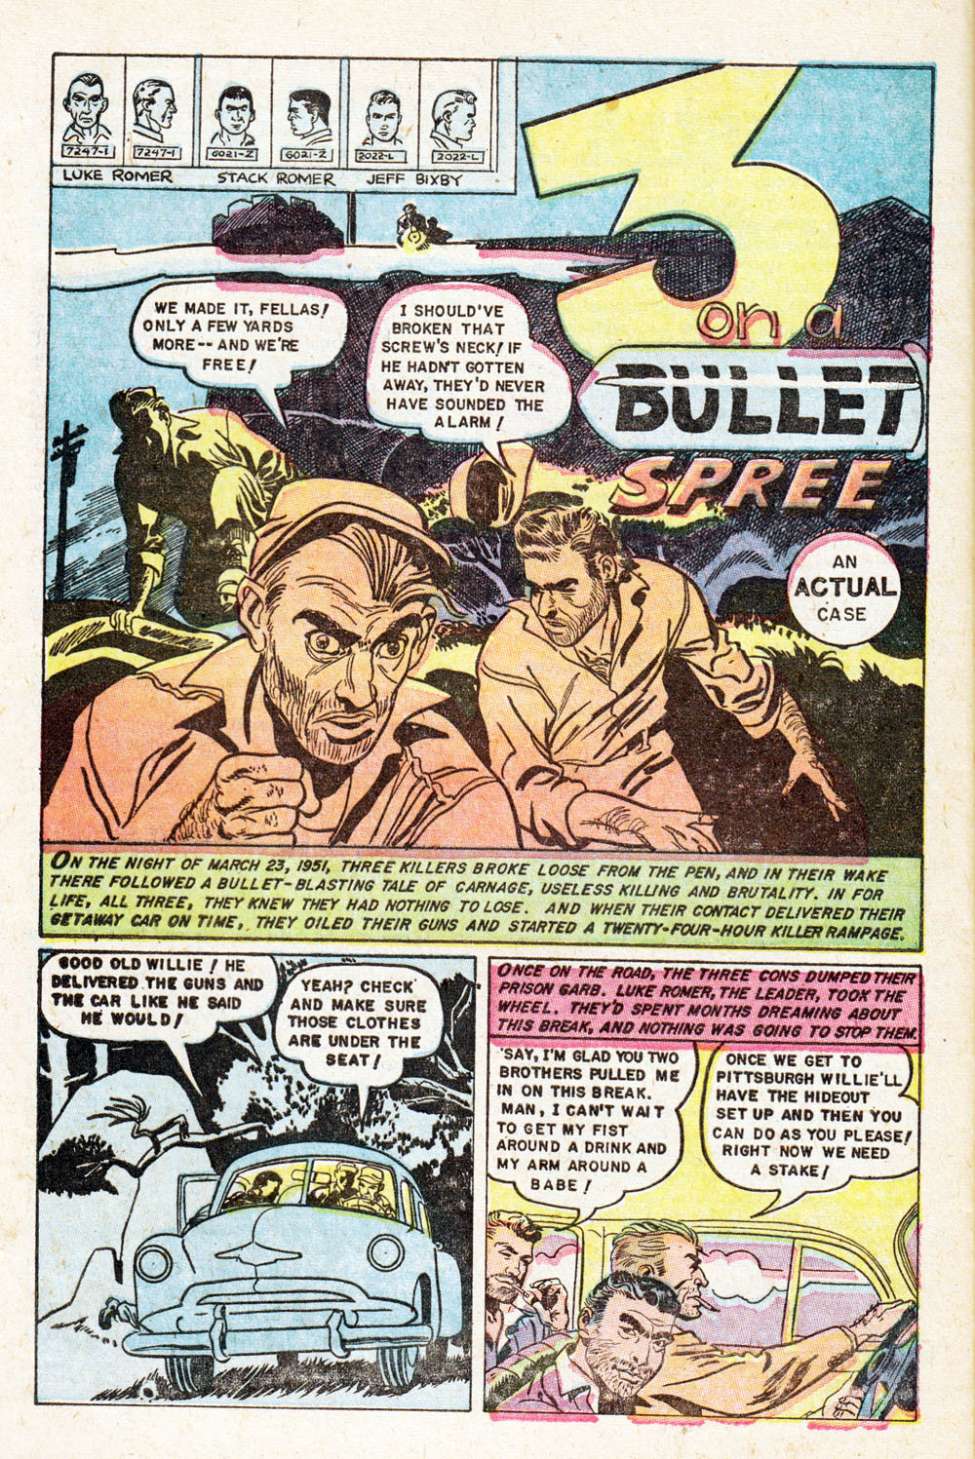 7247-1
7247-1
6021-Z
6021-Z
2022-L
2022-L
LUKE ROMER
STACK ROMER
JEFF BIXBY
3
on a
BULLET
SPREE
WE MADE IT, FELLAS!
ONLY A FEW YARDS
MORE-- AND WE'RE
FREE!
I SHOULD'VE
BROKEN THAT
SCREW'S NECK! IF
HE HADN'T GOTTEN
AWAY, THEY'D NEVER
HAVE SOUNDED THE
ALARM!
AN
ACTUAL
CASE
ON THE NIGHT OF MARCH 23, 1951, THREE KILLERS BROKE LOOSE FROM THE PEN, AND IN THEIR WAKE
THERE FOLLOWED A BULLET-BLASTING TALE OF CARNAGE, USELESS KILLING AND BRUTALITY. IN FOR
LIFE, ALL THREE, THEY KNEW THEY HAD NOTHING TO LOSE. AND WHEN THEIR CONTACT DELIVERED THEIR
GETAWAY CAR ON TIME, THEY OILED THEIR GUNS AND STARTED A TWENTY-FOUR-HOUR KILLER RAMPAGE.
GOOD OLD WILLIE! HE
DELIVERED THE GUNS AND
THE CAR LIKE HE SAID
HE WOULD!
YEAH? CHECK
AND MAKE SURE
THOSE CLOTHES
ARE UNDER THE
SEAT!
ONCE ON THE ROAD, THE THREE CONS DUMPED THEIR
PRISON GARB. LUKE ROMER, THE LEADER, TOOK THE
WHEEL. THEY'D SPENT MONTHS DREAMING ABOUT
THIS BREAK, AND NOTHING WAS GOING TO STOP THEM.
'SAY, I'M GLAD YOU TWO
BROTHERS PULLED ME
IN ON THIS BREAK.
MAN, I CAN'T WAIT
TO GET MY FIST
AROUND A DRINK AND
MY ARM AROUND A
BABE!
ONCE WE GET TO
PITTSBURGH WILLIE'LL
HAVE THE HIDEOUT
SET UP AND THEN YOU
CAN DO AS YOU PLEASE!
RIGHT NOW WE NEED
A STAKE!